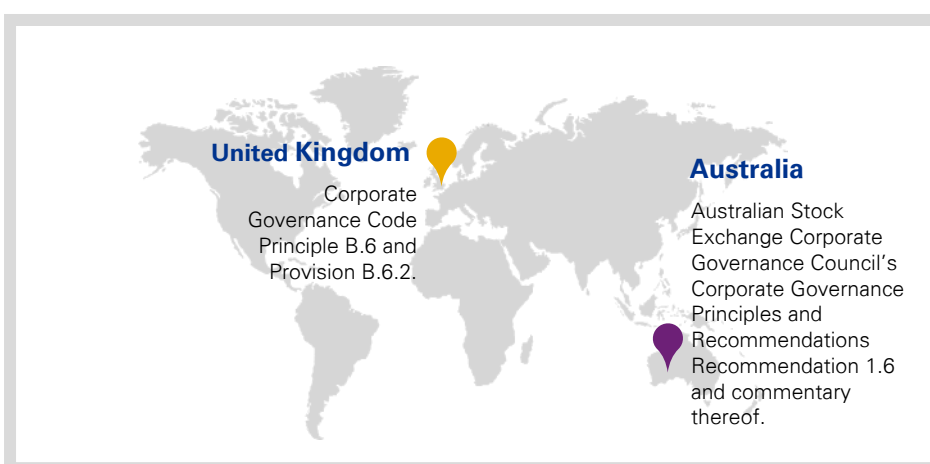 United Kingdom
Corporate
Governance Code
Principle B.6 and
Provision B.6.2.
Australia
Australian Stock
Exchange Corporate
Governance Council's
Corporate Governance
Principles and
Recommendations
Recommendation 1.6
and commentary
thereof.